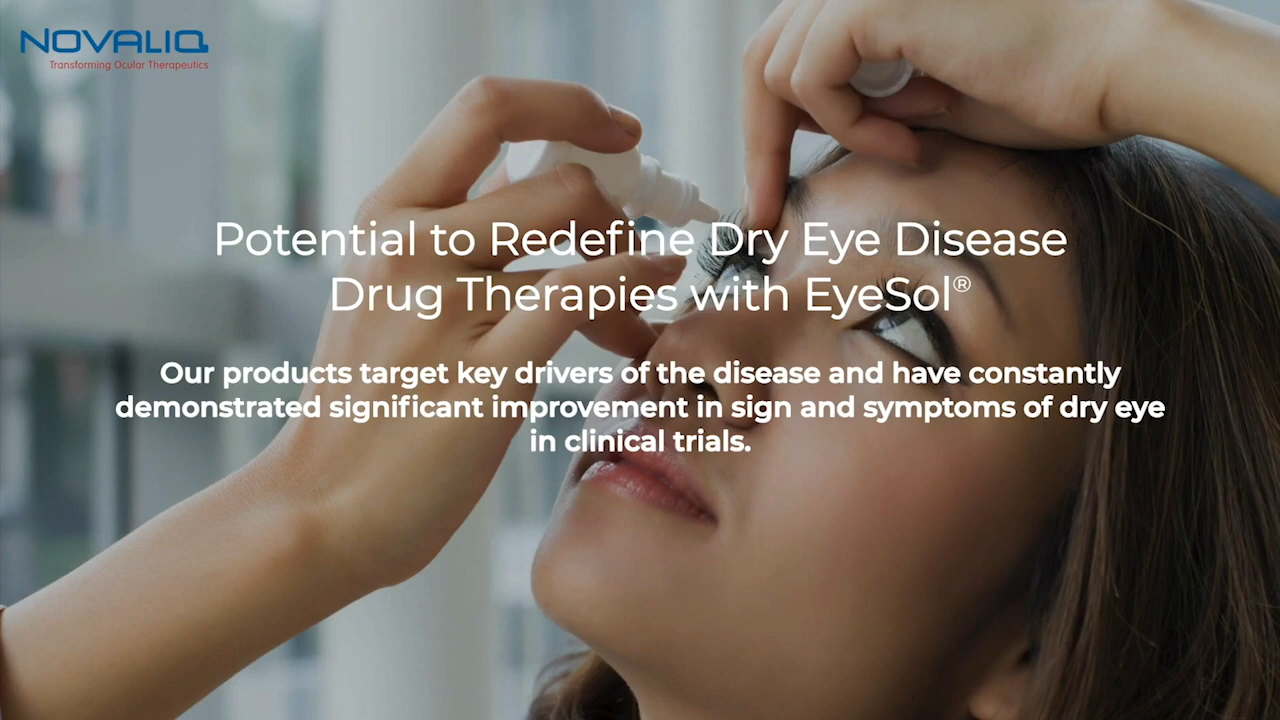 NOVALIQ
Transforming Ocular Therapeutics
Potential to Redefine Dry Eye Disease
Drug Therapies with EyeSol®
Our products target key drivers of the disease and have constantly
demonstrated significant improvement in sign and symptoms of dry eye
in clinical trials.